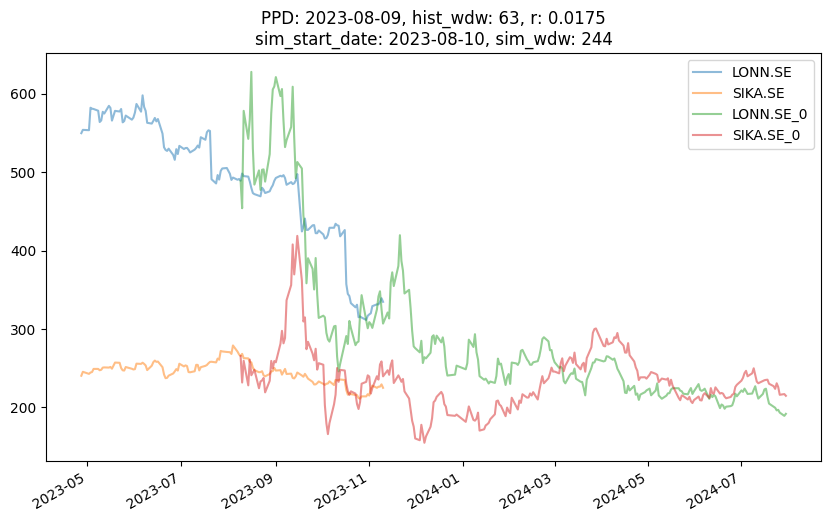 PPD: 2023-08-09, hist_wdw: 63, r: 0.0175
sim_start_date: 2023-08-10, sim_wdw: 244
LONN.SE
SIKA.SE
LONN.SE_0
SIKA.SE_0
600
500
400
300
200
2023-05
2023-07
2023-09
2023-11
2024-01
2024-03
2024-05
2024-07